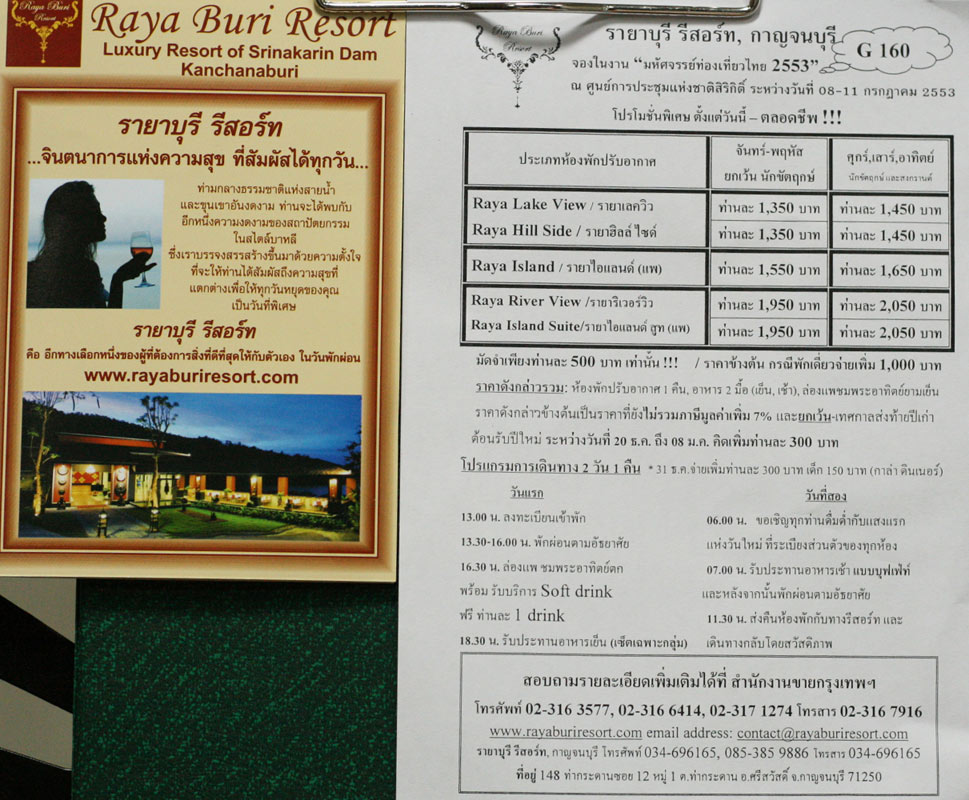 Raya Buri
Resort
Raya Buri Resort
Luxury Resort of Srinakarin Dam
Kanchanaburi
รายาบุรี รีสอร์ท
...จินตนาการแห่งความสุข ที่สัมผัสได้ทุกวัน...
ท่ามกลางธรรมชาติแห่งสายน้ำ
และขุนเขาอันงดงาม ท่านจะได้พบกับ
อีกหนึ่งความงดงามของสถาปัตยกรรม
ในสไตล์บาหลี
ซึ่งเราบรรจงสรรสร้างขึ้นมาด้วยความตั้งใจ
ที่จะให้ท่านได้สัมผัสถึงความสุขที่
แตกต่างเพื่อให้ทุกวันหยุดของคุณ
เป็นวันที่พิเศษ
รายาบุรี รีสอร์ท
คือ อีกทางเลือกหนึ่งของผู้ที่ต้องการสิ่งที่ดีที่สุดให้กับตัวเอง ในวันพักผ่อน
www.rayaburiresort.com
Raya Buri
Resort
รายาบุรี รีสอร์ท, กาญจนบุรี
G 160
จองในงาน “มหัศจรรย์ท่องเที่ยวไทย 2553”
ณ ศูนย์การประชุมแห่งชาติสิริกิติ์ ระหว่างวันที่ 08-11 กรกฎาคม 2553
โปรโมชั่นพิเศษ ตั้งแต่วันนี้ – ตลอดชีพ !!!
ประเภทห้องพักปรับอากาศ จันทร์-พฤหัส ยกเว้น นักขัตฤกษ์ ศุกร์,เสาร์,อาทิตย์ นักขัตฤกษ์ และสงกรานต์
Raya Lake View / รายาเลควิว ท่านละ 1,350 บาท ท่านละ 1,450 บาท
Raya Hill Side / รายาฮิลล์ ไซด์ ท่านละ 1,350 บาท ท่านละ 1,450 บาท
Raya Island / รายาไอแลนด์ (แพ) ท่านละ 1,550 บาท ท่านละ 1,650 บาท
Raya River View /รายาริเวอร์วิว ท่านละ 1,950 บาท ท่านละ 2,050 บาท
Raya Island Suite/รายาไอแลนด์ สูท (แพ) ท่านละ 1,950 บาท ท่านละ 2,050 บาท
มัดจำเพียงท่านละ 500 บาท เท่านั้น !!! / ราคาข้างต้น กรณีพักเดี่ยวจ่ายเพิ่ม 1,000 บาท
ราคาดังกล่าวรวม: ห้องพักปรับอากาศ 1 คืน, อาหาร 2 มื้อ (เย็น, เช้า), ล่องแพชมพระอาทิตย์ยามเย็น
ราคาดังกล่าวข้างต้นเป็นราคาที่ยังไม่รวมภาษีมูลค่าเพิ่ม 7% และยกเว้น-เทศกาลส่งท้ายปีเก่า
ต้อนรับปีใหม่ ระหว่างวันที่ 20 ธ.ค. ถึง 08 ม.ค. คิดเพิ่มท่านละ 300 บาท
โปรแกรมการเดินทาง 2 วัน 1 คืน *31 ธ.ค.จ่ายเพิ่มท่านละ 300 บาท เด็ก 150 บาท (กาล่า ดินเนอร์)
วันแรก
13.00 น. ลงทะเบียนเข้าพัก
13.30-16.00 น. พักผ่อนตามอัธยาศัย
16.30 น. ล่องแพ ชมพระอาทิตย์ตก
พร้อม รับบริการ Soft drink
ฟรี ท่านละ 1 drink
18.30 น. รับประทานอาหารเย็น (เซ็ตเฉพาะกลุ่ม)
วันที่สอง
06.00 น. ขอเชิญทุกท่านดื่มด่ำกับแสงแรก
แห่งวันใหม่ ที่ระเบียงส่วนตัวของทุกห้อง
07.00 น. รับประทานอาหารเช้า แบบบุฟเฟ่ท์
และหลังจากนั้นพักผ่อนตามอัธยาศัย
11.30 น. ส่งคืนห้องพักกับทางรีสอร์ท และ
เดินทางกลับโดยสวัสดิภาพ
สอบถามรายละเอียดเพิ่มเติมได้ที่ สำนักงานขายกรุงเทพฯ
โทรศัพท์ 02-316 3577, 02-316 6414, 02-317 1274 โทรสาร 02-316 7916
www.rayaburiresort.com email address: contact@rayaburiresort.com
รายาบุรี รีสอร์ท, กาญจนบุรี โทรศัพท์ 034-696165, 085-385 9886 โทรสาร 034-696165
ที่อยู่ 148 ท่ากระดานซอย 12 หมู่ 1 ต.ท่ากระดาน อ.ศรีสวัสดิ์ จ.กาญจนบุรี 71250